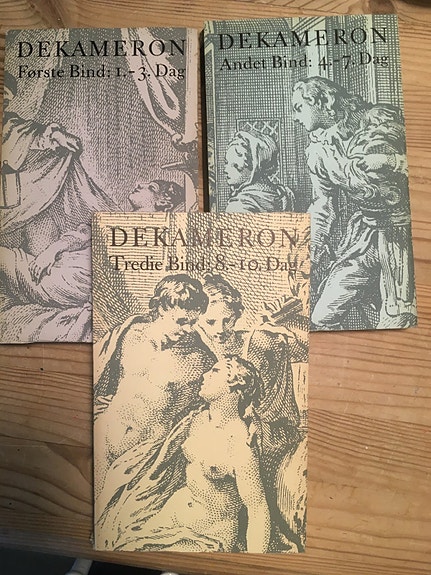 DEKAMERON
Første Bind: 1.-3. Dag
DEKAMERON
Andet Bind: 4.-7. Dag
DEKAMERON
Tredie Bind: 8.-10. Dag